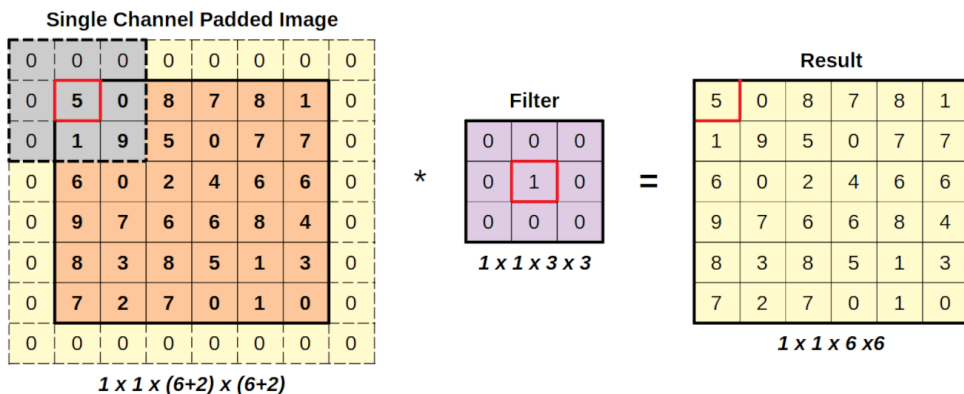 Single Channel Padded Image
0 0 0 0 0 0 0 0
0 5 0 8 7 8 1 0
0 1 9 5 0 7 7 0
0 6 0 2 4 6 6 0
0 9 7 6 6 8 4 0
0 8 3 8 5 1 3 0
0 7 2 7 0 1 0 0
0 0 0 0 0 0 0 0
1 x 1 x (6+2) x (6+2)
*
Filter
0 0 0
0 1 0
0 0 0
1 x 1 x 3 x 3
=
Result
5 0 8 7 8 1
1 9 5 0 7 7
6 0 2 4 6 6
9 7 6 6 8 4
8 3 8 5 1 3
7 2 7 0 1 0
1 x 1 x 6 x6